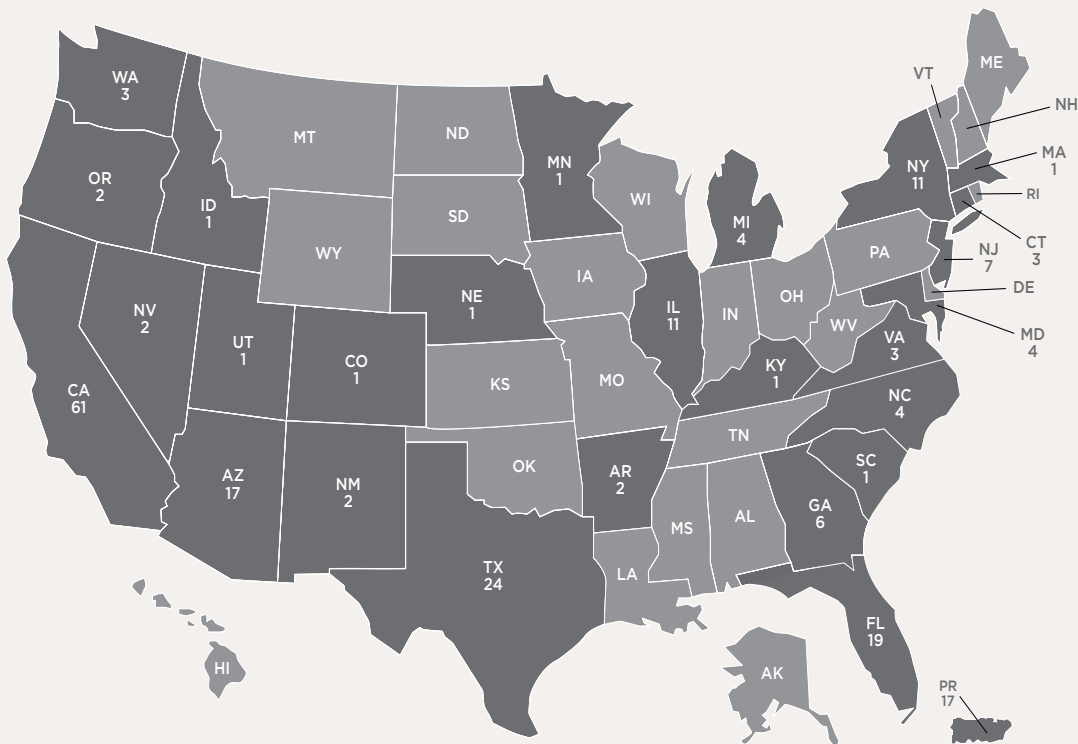 ME
VT
WA
3
NH
ND
MT
MN
1
MA
1
NY
11
OR
2
RI
WI
ID
1
SD
MI
4
CT
3
NJ
7
WY
PA
IA
DE
NE
1
OH
NV
2
IL
11
IN
WV
MD
4
UT
1
VA
3
CO
1
KY
1
KS
MO
CA
61
NC
4
TN
OK
SC
1
AZ
17
AR
2
NM
2
GA
6
AL
MS
TX
24
LA
FL
19
HI
AK
PR
17